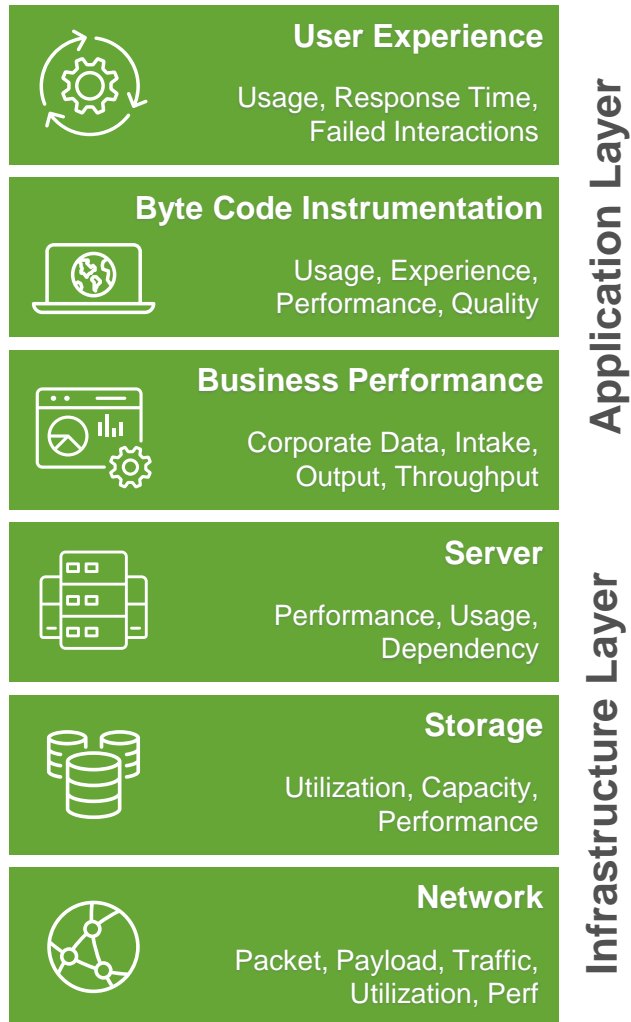 User Experience
Usage, Response Time,
Failed Interactions
Byte Code Instrumentation
Usage, Experience,
Performance, Quality
Business Performance
Corporate Data, Intake,
Output, Throughput
Application Layer
Server
Performance, Usage,
Dependency
Storage
Utilization, Capacity,
Performance
Network
Packet, Payload, Traffic,
Utilization, Perf
Infrastructure Layer